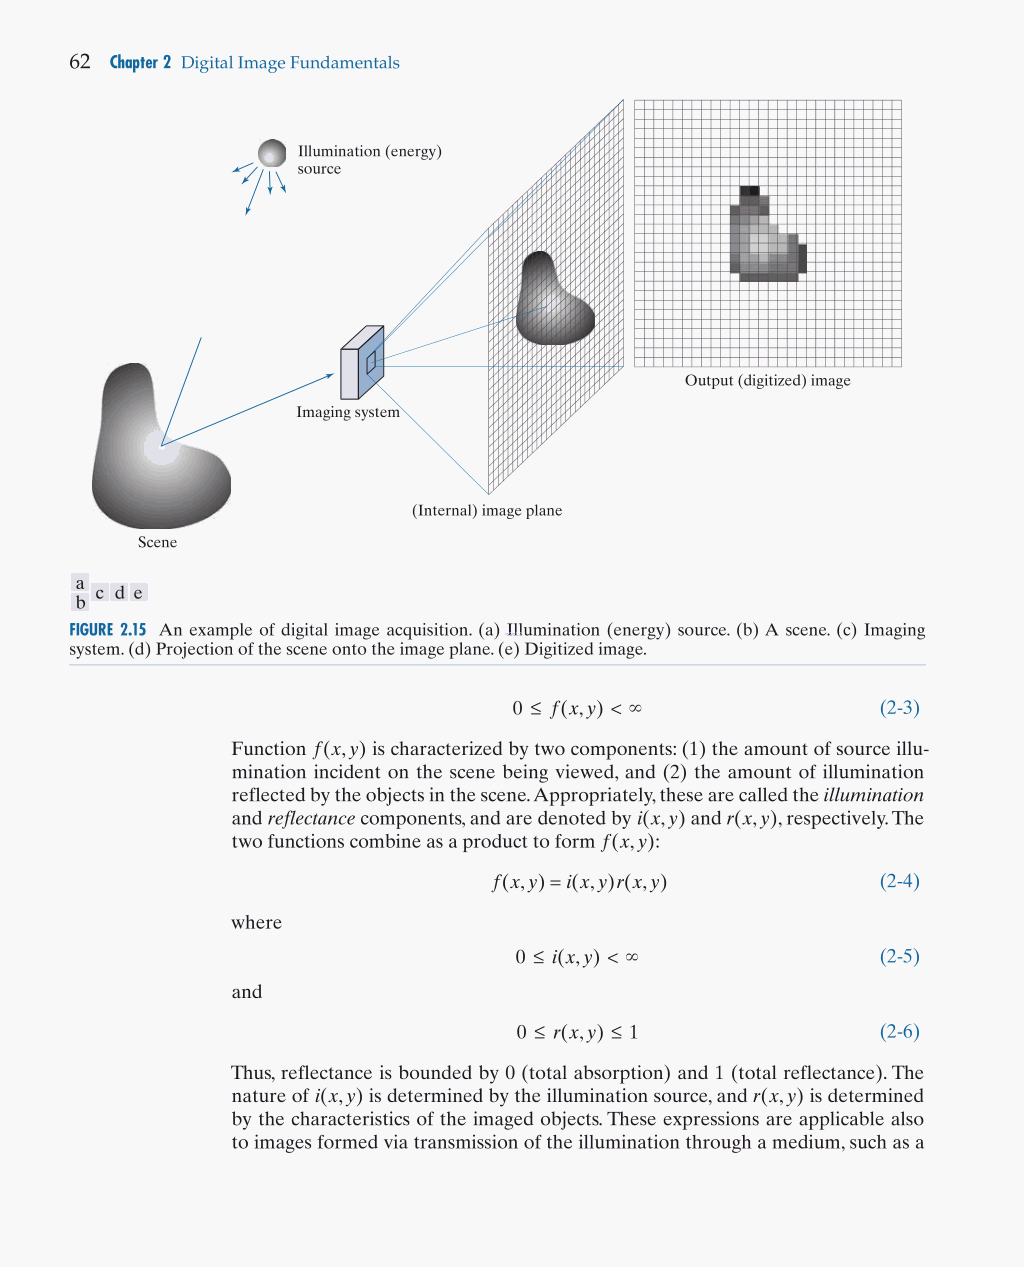 62 Chapter 2 Digital Image Fundamentals
Illumination (energy)
source
Output (digitized) image
Imaging system
(Internal) image plane
Scene
a
b
c d e
FIGURE 2.15 An example of digital image acquisition. (a) Illumination (energy) source. (b) A scene. (c) Imaging
system. (d) Projection of the scene onto the image plane. (e) Digitized image.
0 ≤ f(x, y) < ∞ (2-3)
Function f(x, y) is characterized by two components: (1) the amount of source illu-
mination incident on the scene being viewed, and (2) the amount of illumination
reflected by the objects in the scene. Appropriately, these are called the illumination
and reflectance components, and are denoted by i(x, y) and r(x, y), respectively. The
two functions combine as a product to form f(x, y):
f(x, y) = i(x, y)r(x, y) (2-4)
where
0 ≤ i(x, y) < ∞ (2-5)
and
0 ≤ r(x, y) ≤ 1 (2-6)
Thus, reflectance is bounded by 0 (total absorption) and 1 (total reflectance). The
nature of i(x, y) is determined by the illumination source, and r(x, y) is determined
by the characteristics of the imaged objects. These expressions are applicable also
to images formed via transmission of the illumination through a medium, such as a